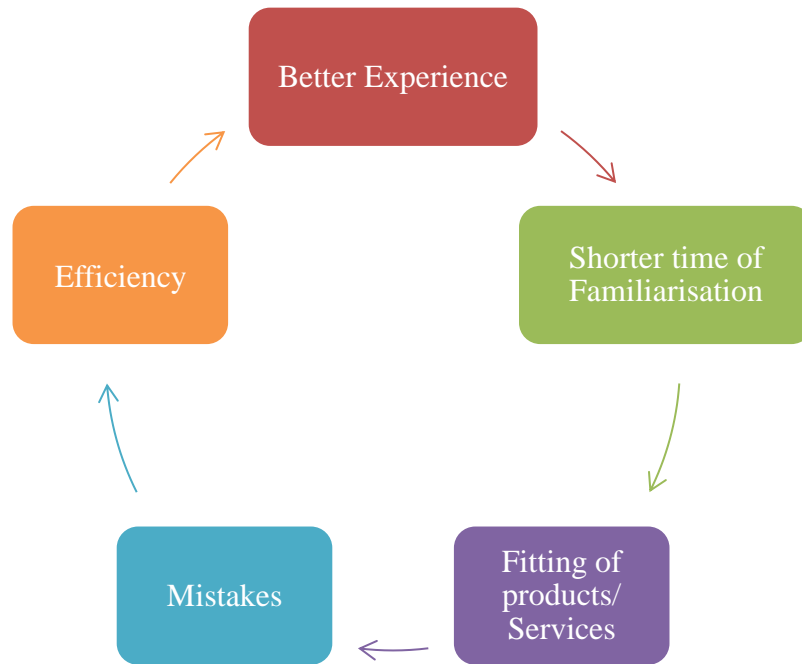 Better Experience
Shorter time of
Familiarisation
Fitting of
products/
Services
Mistakes
Efficiency